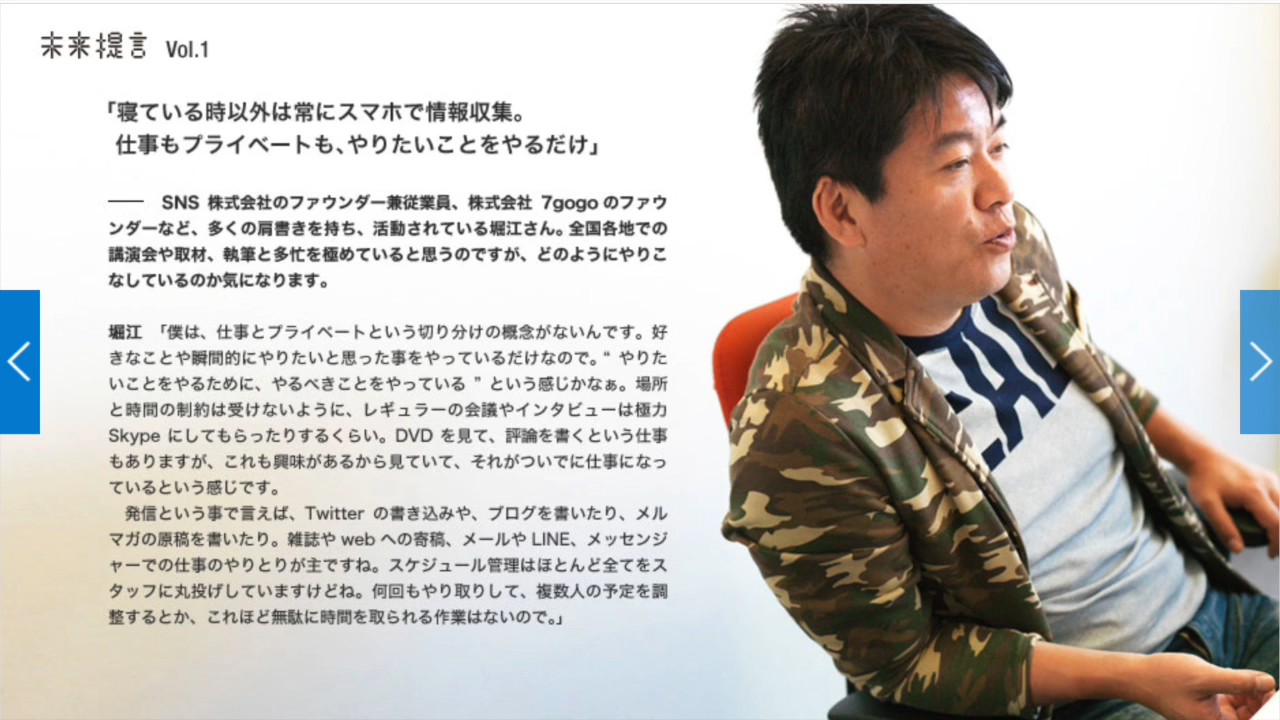 未来提言 Vol.1
「寝ている時以外は常にスマホで情報収集。
仕事もプライベートも、やりたいことをやるだけ」
―― SNS 株式会社のファウンダー兼従業員、株式会社 7gogo のファウ
ンダーなど、多くの肩書きを持ち、活動されている堀江さん。全国各地での
講演会や取材、執筆と多忙を極めていると思うのですが、どのようにやりこ
なしているのか気になります。
堀江 「僕は、仕事とプライベートという切り分けの概念がないんです。好
きなことや瞬間的にやりたいと思った事をやっているだけなので。“ やりた
いことをやるために、やるべきことをやっている ” という感じかなぁ。場所
と時間の制約は受けないように、レギュラーの会議やインタビューは極力
Skype にしてもらったりするくらい。DVD を見て、評論を書くという仕事
もありますが、これも興味があるから見ていて、それがついでに仕事になっ
ているという感じです。
発信という事で言えば、Twitter の書き込みや、ブログを書いたり、メル
マガの原稿を書いたり。雑誌や web への寄稿、メールや LINE、メッセンジ
ャーでの仕事のやりとりが主ですね。スケジュール管理はほとんど全てをス
タッフに丸投げしていますけどね。何回もやり取りして、複数人の予定を調
整するとか、これほど無駄に時間を取られる作業はないので。」